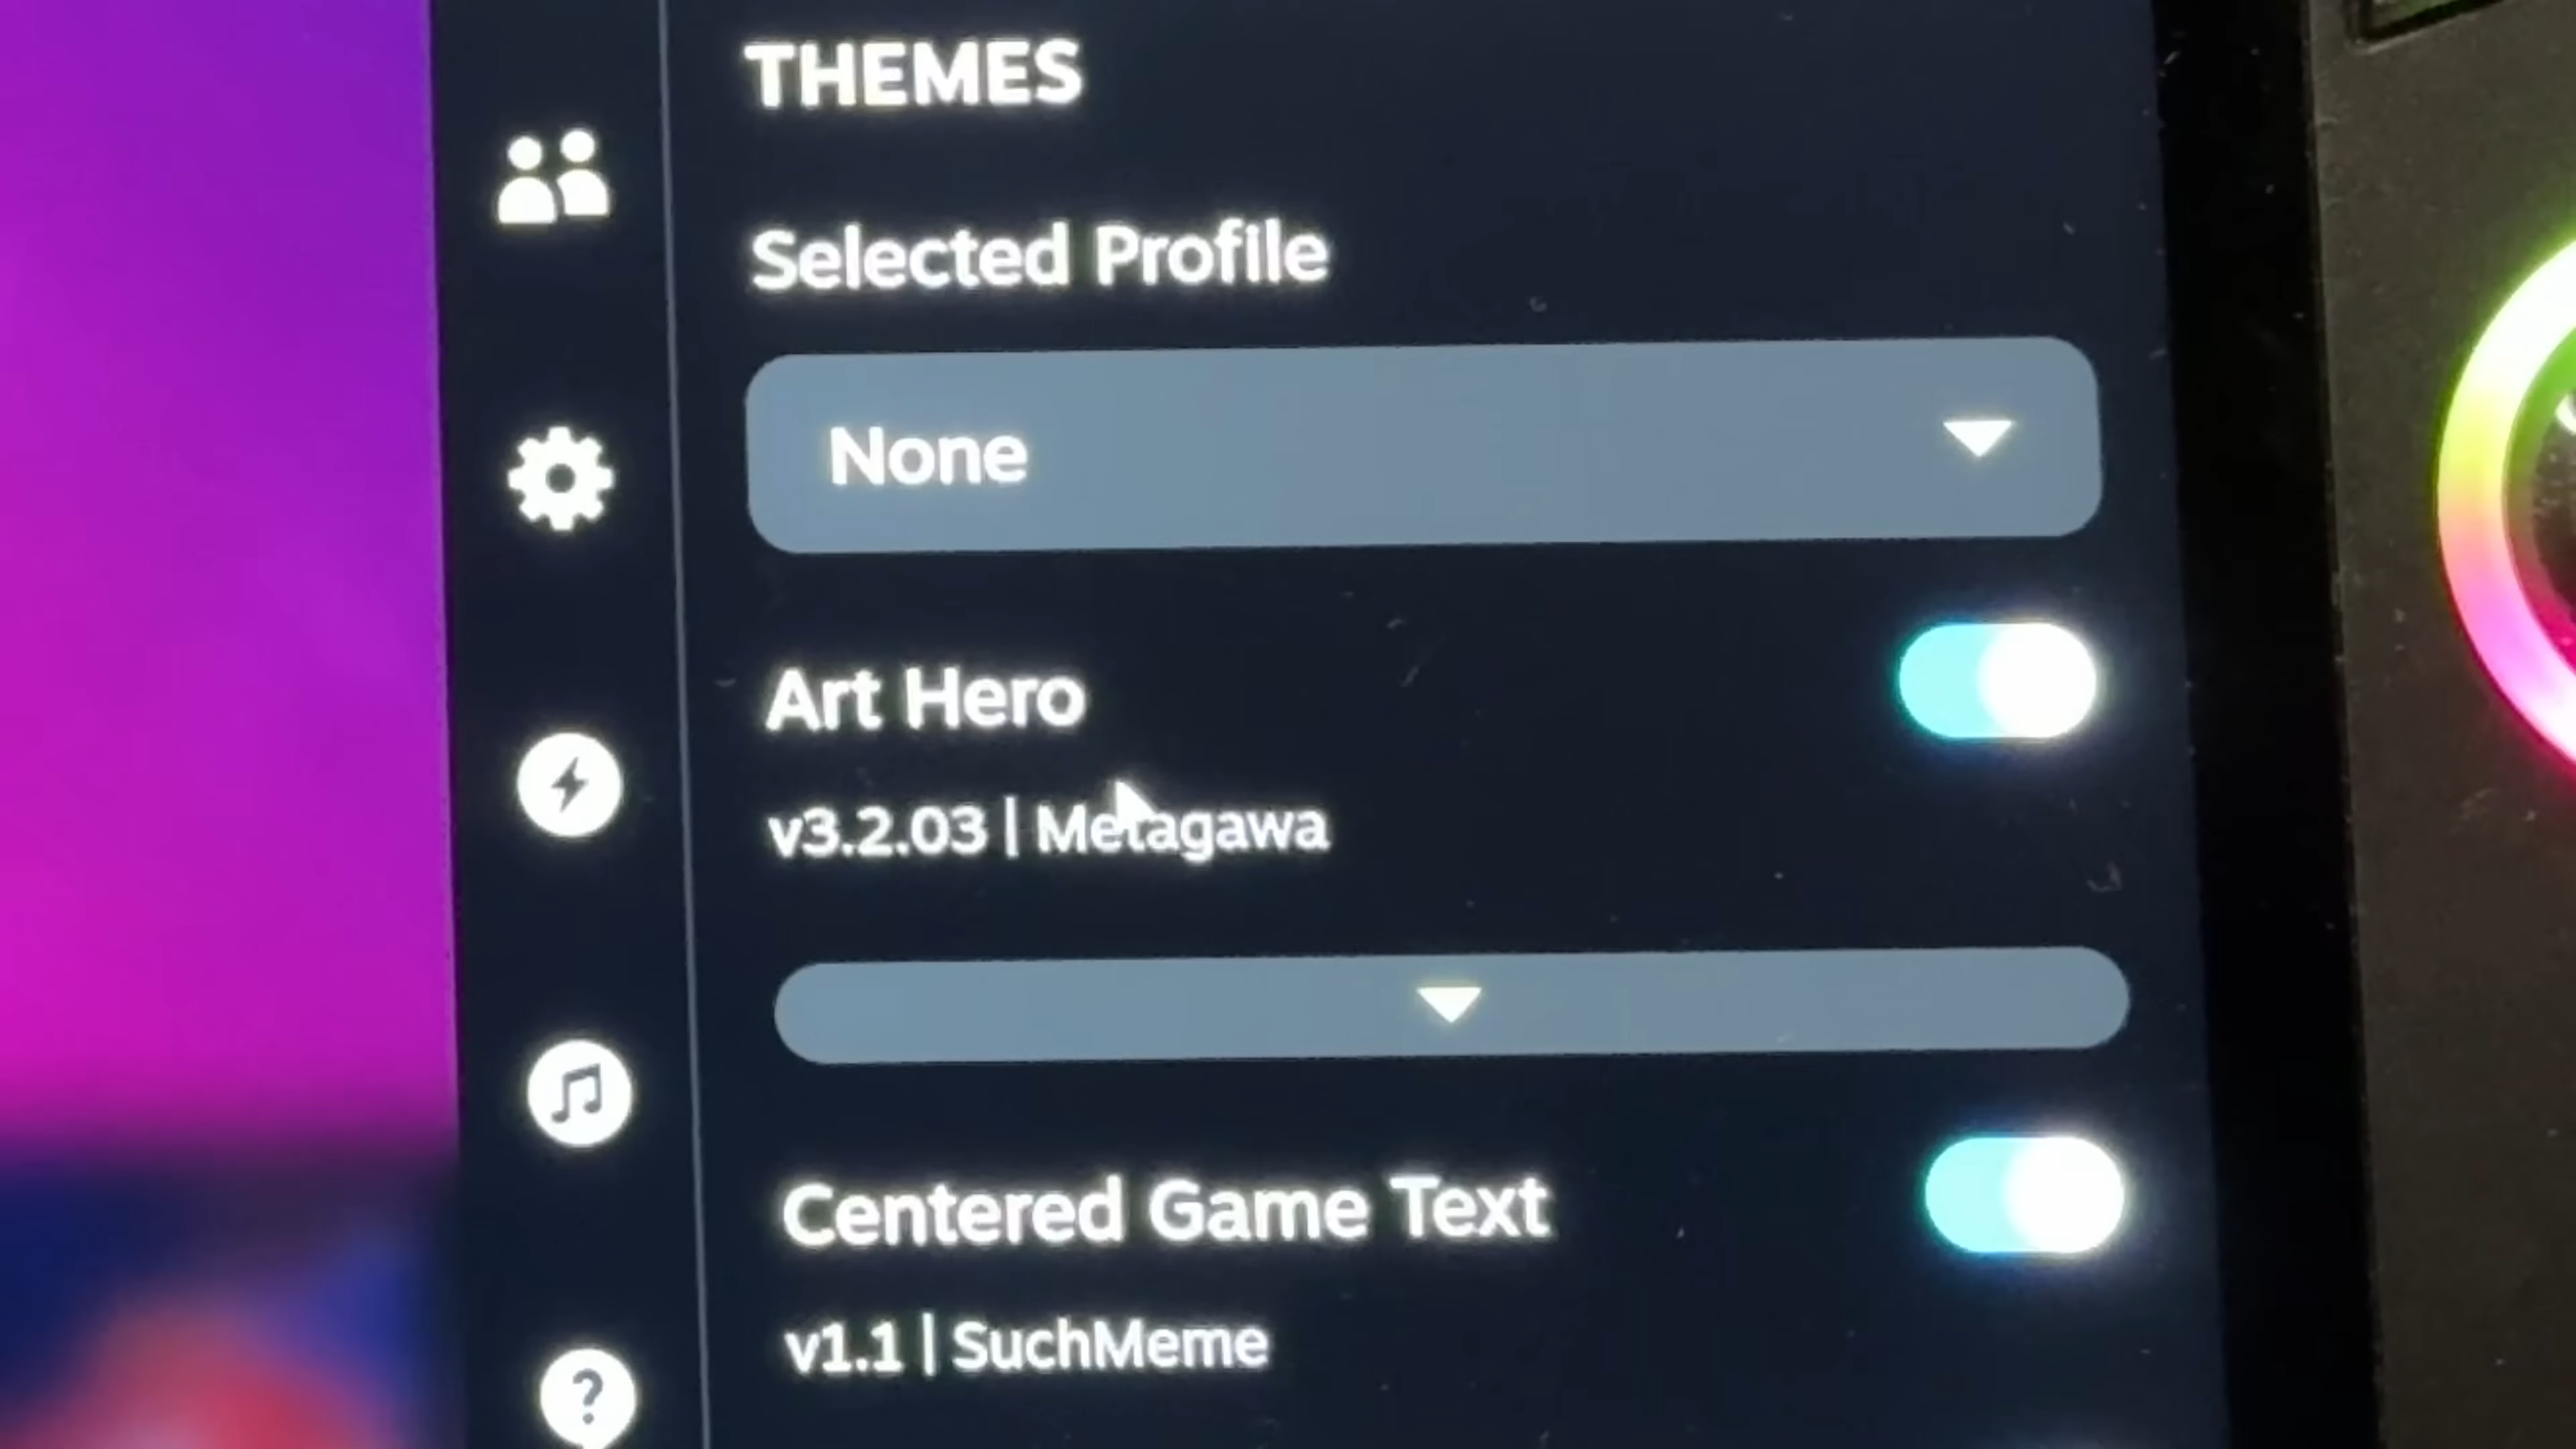 THEMES
Selected Profile
None
Art Hero
v3.2.03 | Metagawa
Centered Game Text
v1.1 | SuchMeme
?